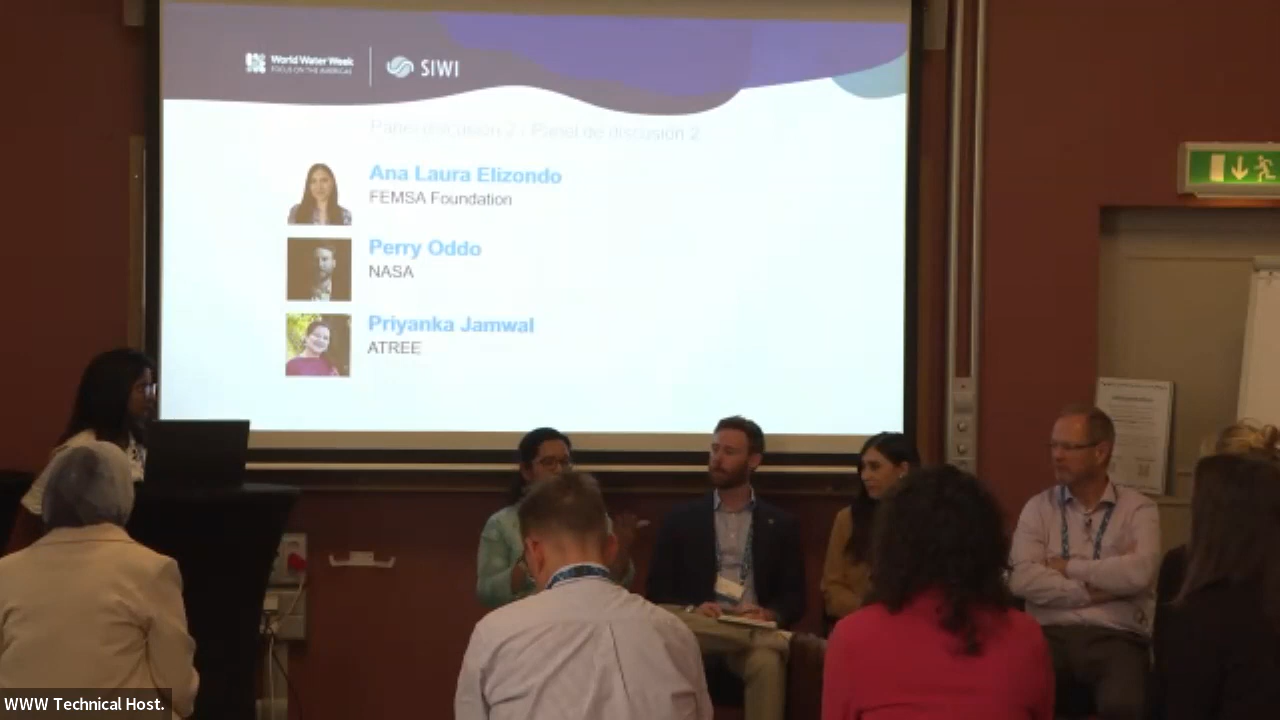 World Water Week
FOCUS ON THE AMERICAS
SIWI
Panel discussion 2 / Panel de discusión 2
Ana Laura Elizondo
FEMSA Foundation
Perry Oddo
NASA
Priyanka Jamwal
ATREE
WWW Technical Host.